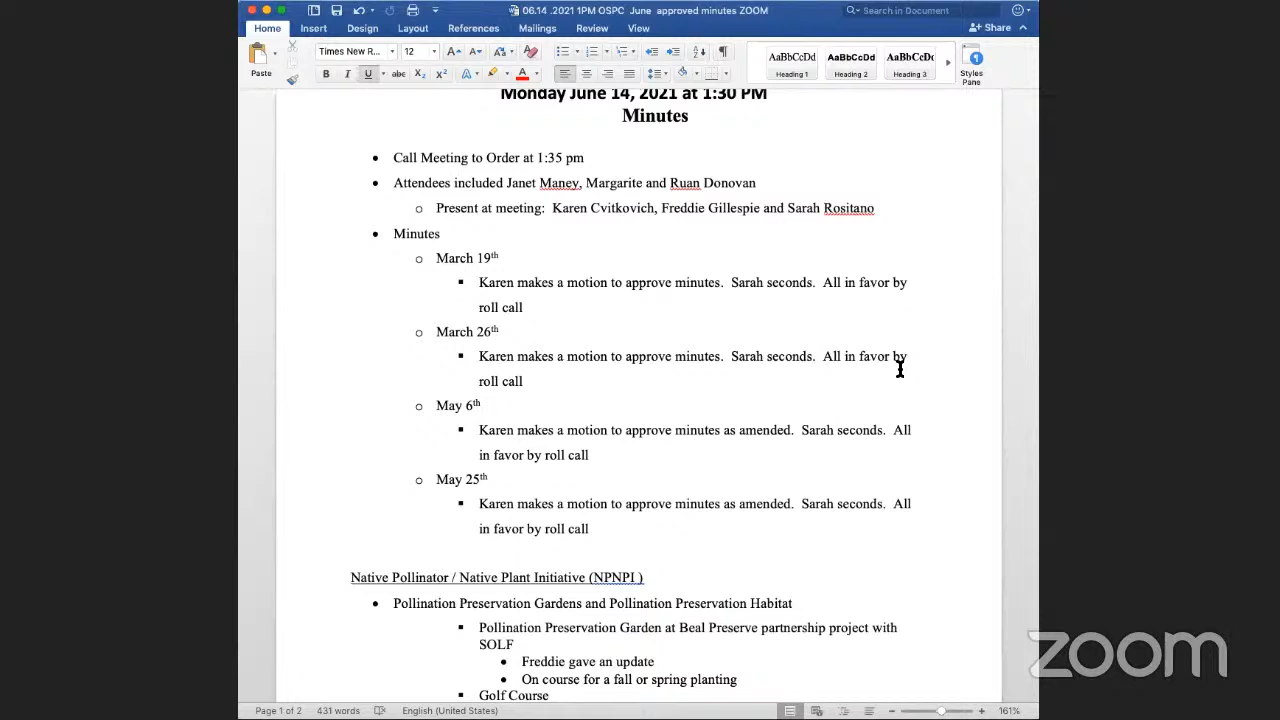 06.14 .2021 1PM OSPC June approved minutes ZOOM
Search in Document
Home Insert Design Layout References Mailings Review View
Share
Paste
Times New R...
12
AaBbCcDd AaBbCcDd AaBbCcDc
Heading 1 Heading 2 Heading 3
Styles Pane
Monday June 14, 2021 at 1:30 PM
Minutes
• Call Meeting to Order at 1:35 pm
• Attendees included Janet Maney, Margarite and Ruan Donovan
o Present at meeting: Karen Cvitkovich, Freddie Gillespie and Sarah Rositano
• Minutes
o March 19th
▪ Karen makes a motion to approve minutes. Sarah seconds. All in favor by
roll call
o March 26th
▪ Karen makes a motion to approve minutes. Sarah seconds. All in favor by
roll call
o May 6th
▪ Karen makes a motion to approve minutes as amended. Sarah seconds. All
in favor by roll call
o May 25th
▪ Karen makes a motion to approve minutes as amended. Sarah seconds. All
in favor by roll call
Native Pollinator / Native Plant Initiative (NPNPI )
• Pollination Preservation Gardens and Pollination Preservation Habitat
▪ Pollination Preservation Garden at Beal Preserve partnership project with
SOLF
• Freddie gave an update
• On course for a fall or spring planting
▪ Golf Course
Page 1 of 2 431 words English (United States) 161%
zoom